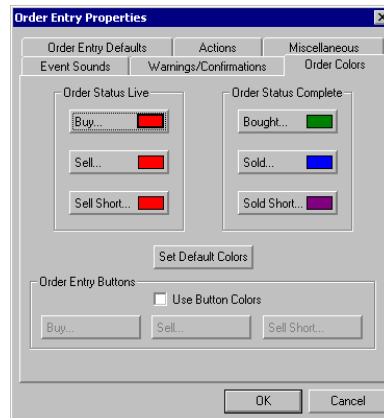 Order Entry Properties
Order Entry Defaults Actions Miscellaneous
Event Sounds Warnings/Confirmations Order Colors
Order Status Live Order Status Complete
Buy... Bought...
Sell... Sold...
Sell Short... Sold Short...
Set Default Colors
Order Entry Buttons
Use Button Colors
Buy... Sell... Sell Short...
OK Cancel